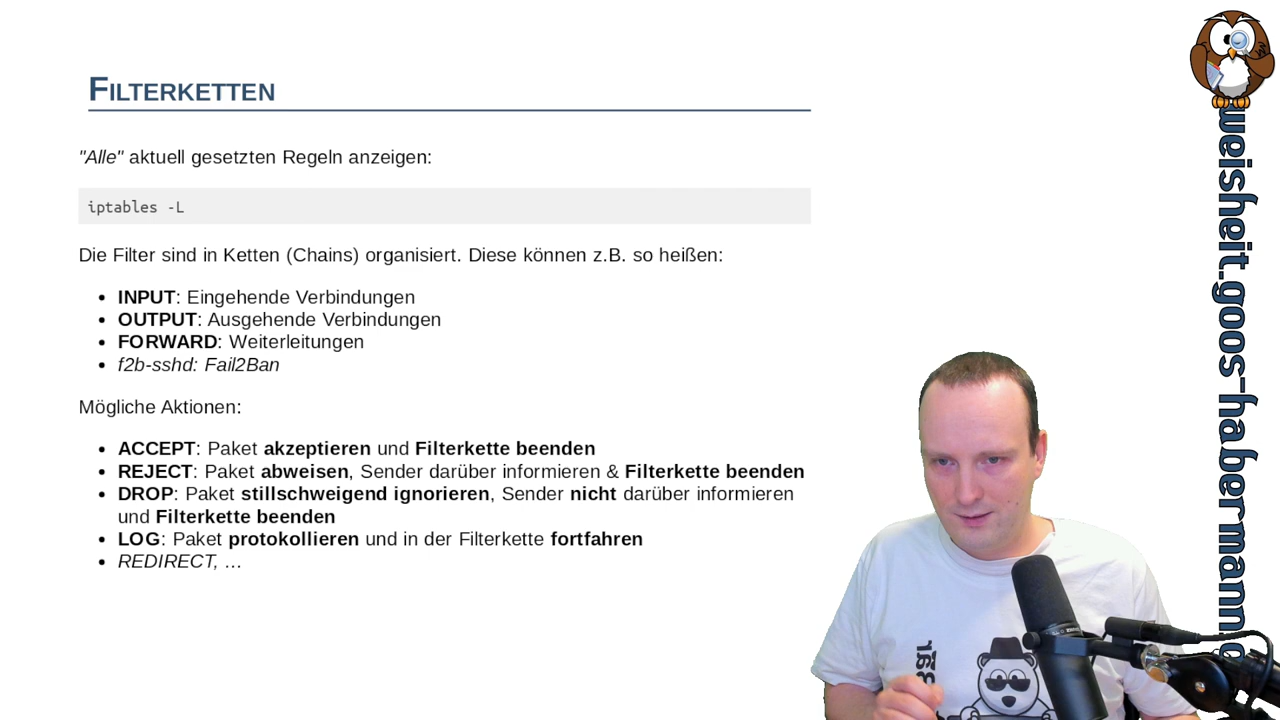 FILTERKETTEN
"Alle" aktuell gesetzten Regeln anzeigen:
iptables -L
Die Filter sind in Ketten (Chains) organisiert. Diese können z.B. so heißen:
• INPUT: Eingehende Verbindungen
• OUTPUT: Ausgehende Verbindungen
• FORWARD: Weiterleitungen
• f2b-sshd: Fail2Ban
Mögliche Aktionen:
• ACCEPT: Paket akzeptieren und Filterkette beenden
• REJECT: Paket abweisen, Sender darüber informieren & Filterkette beenden
• DROP: Paket stillschweigend ignorieren, Sender nicht darüber informieren
und Filterkette beenden
• LOG: Paket protokollieren und in der Filterkette fortfahren
• REDIRECT, …
weisheit.goos-habermann.